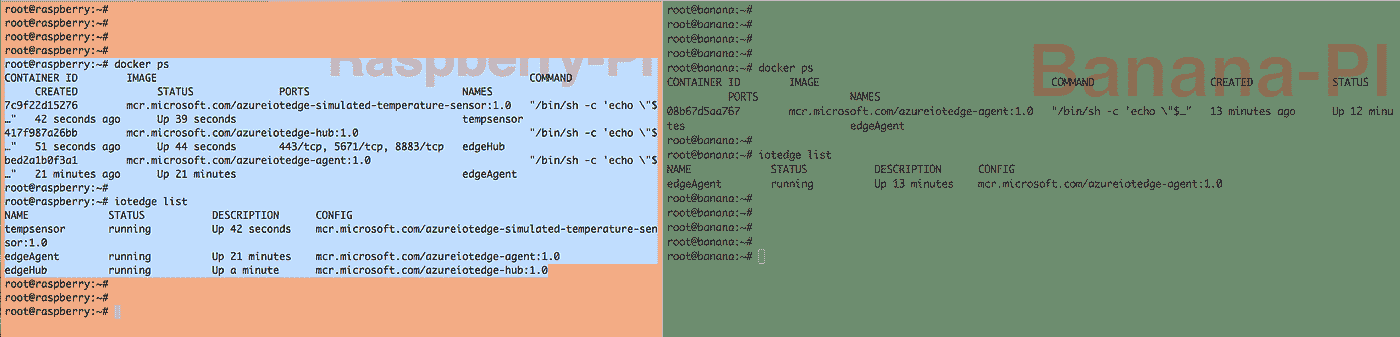 root@raspberry:~#
root@raspberry:~#
root@raspberry:~#
root@raspberry:~#
root@raspberry:~# docker ps
Raspberry-Pi
CONTAINER ID        IMAGE                                                            COMMAND
     CREATED             STATUS              PORTS                         NAMES
7c9f22d15276        mcr.microsoft.com/azureiotedge-simulated-temperature-sensor:1.0   "/bin/sh -c 'echo \"$
…"   42 seconds ago      Up 39 seconds                                     tempsensor
417f987a26bb        mcr.microsoft.com/azureiotedge-hub:1.0                           "/bin/sh -c 'echo \"$
…"   51 seconds ago      Up 44 seconds       443/tcp, 5671/tcp, 8883/tcp   edgeHub
bed2a1b0f3a1        mcr.microsoft.com/azureiotedge-agent:1.0                         "/bin/sh -c 'echo \"$
…"   21 minutes ago      Up 21 minutes                                     edgeAgent
root@raspberry:~#
root@raspberry:~# iotedge list
NAME             STATUS           DESCRIPTION      CONFIG
tempsensor       running          Up 42 seconds    mcr.microsoft.com/azureiotedge-simulated-temperature-sen
sor:1.0
edgeAgent        running          Up 21 minutes    mcr.microsoft.com/azureiotedge-agent:1.0
edgeHub          running          Up a minute      mcr.microsoft.com/azureiotedge-hub:1.0
root@raspberry:~#
root@raspberry:~#
root@raspberry:~#
root@banana:~#
root@banana:~#
root@banana:~#
root@banana:~#
root@banana:~# docker ps
Banana-PI
CONTAINER ID        IMAGE                                      COMMAND                  CREATED             STATUS
          PORTS               NAMES
08b67d5aa767        mcr.microsoft.com/azureiotedge-agent:1.0   "/bin/sh -c 'echo \"$_…"   13 minutes ago      Up 12 minu
tes                           edgeAgent
root@banana:~#
root@banana:~# iotedge list
NAME             STATUS           DESCRIPTION      CONFIG
edgeAgent        running          Up 13 minutes    mcr.microsoft.com/azureiotedge-agent:1.0
root@banana:~#
root@banana:~#
root@banana:~#
root@banana:~#
root@banana:~#